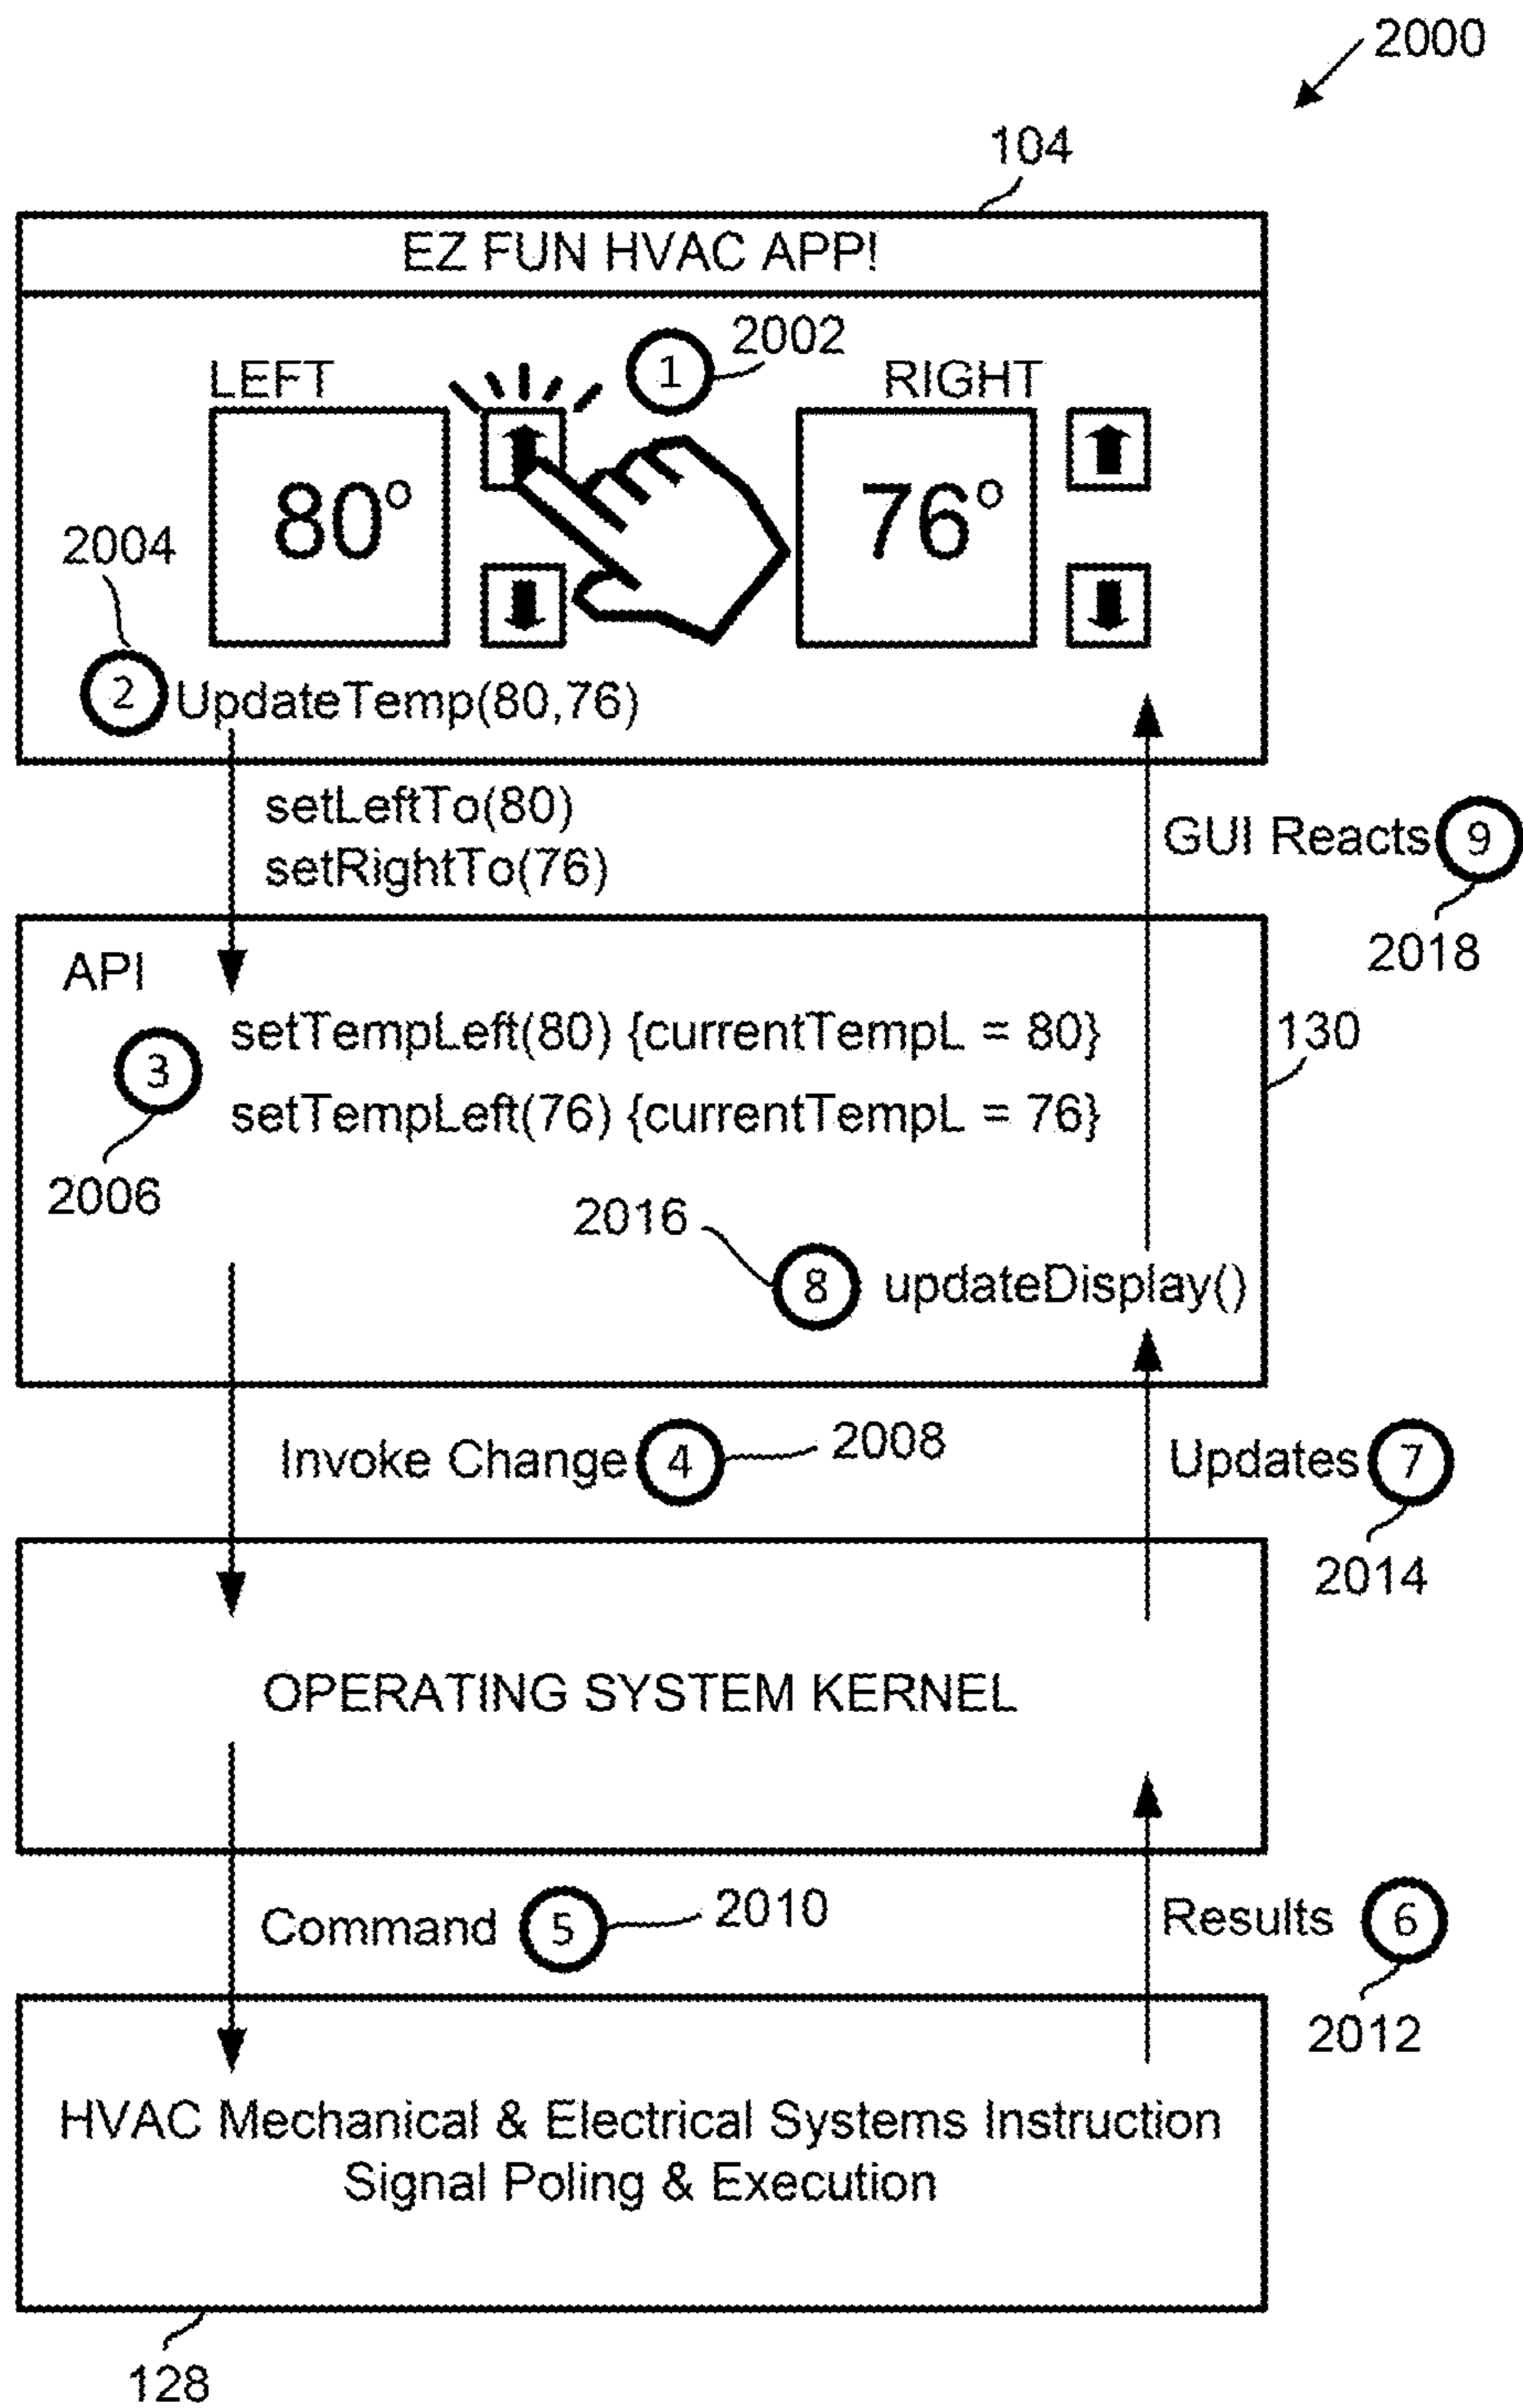 2000
104
EZ FUN HVAC APP!
1 2002
LEFT
RIGHT
80°
76°
2004
2 UpdateTemp(80,76)
setLeftTo(80)
setRightTo(76)
GUI Reacts 9
2018
API
setTempLeft(80) {currentTempL = 80}
130
3
setTempLeft(76) {currentTempL = 76}
2006
2016
8 updateDisplay()
Invoke Change 4 2008
Updates 7
2014
OPERATING SYSTEM KERNEL
Command 5 2010
Results 6
2012
HVAC Mechanical & Electrical Systems Instruction
Signal Poling & Execution
128